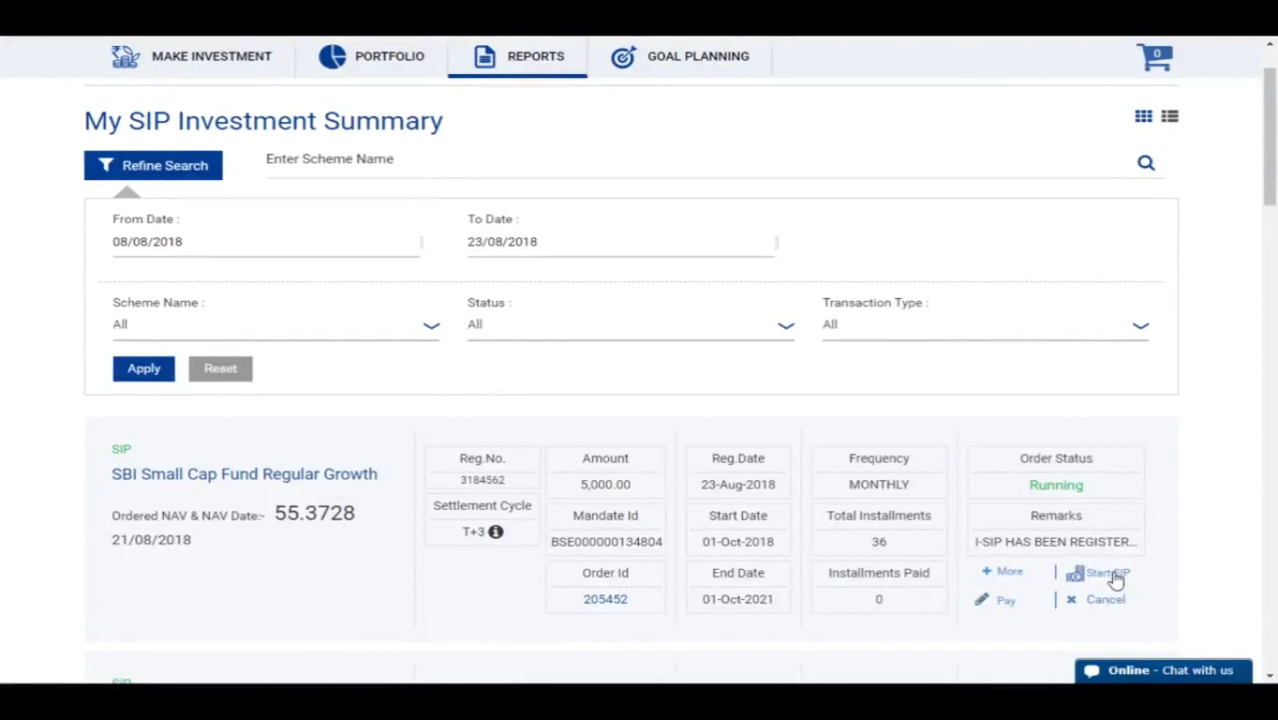 MAKE INVESTMENT PORTFOLIO REPORTS GOAL PLANNING 0
My SIP Investment Summary
Refine Search Enter Scheme Name
From Date : To Date :
08/08/2018 23/08/2018
Scheme Name : Status : Transaction Type :
All All All
Apply Reset
SIP
SBI Small Cap Fund Regular Growth
Ordered NAV & NAV Date:- 55.3728
21/08/2018
Reg.No.
3184562
Settlement Cycle
T+3
Amount
5,000.00
Mandate Id
BSE000000134804
Order Id
205452
Reg.Date
23-Aug-2018
Start Date
01-Oct-2018
End Date
01-Oct-2021
Frequency
MONTHLY
Total Installments
36
Installments Paid
0
Order Status
Running
Remarks
I-SIP HAS BEEN REGISTER...
+ More Start SIP
Pay Cancel
SIP
Online - Chat with us